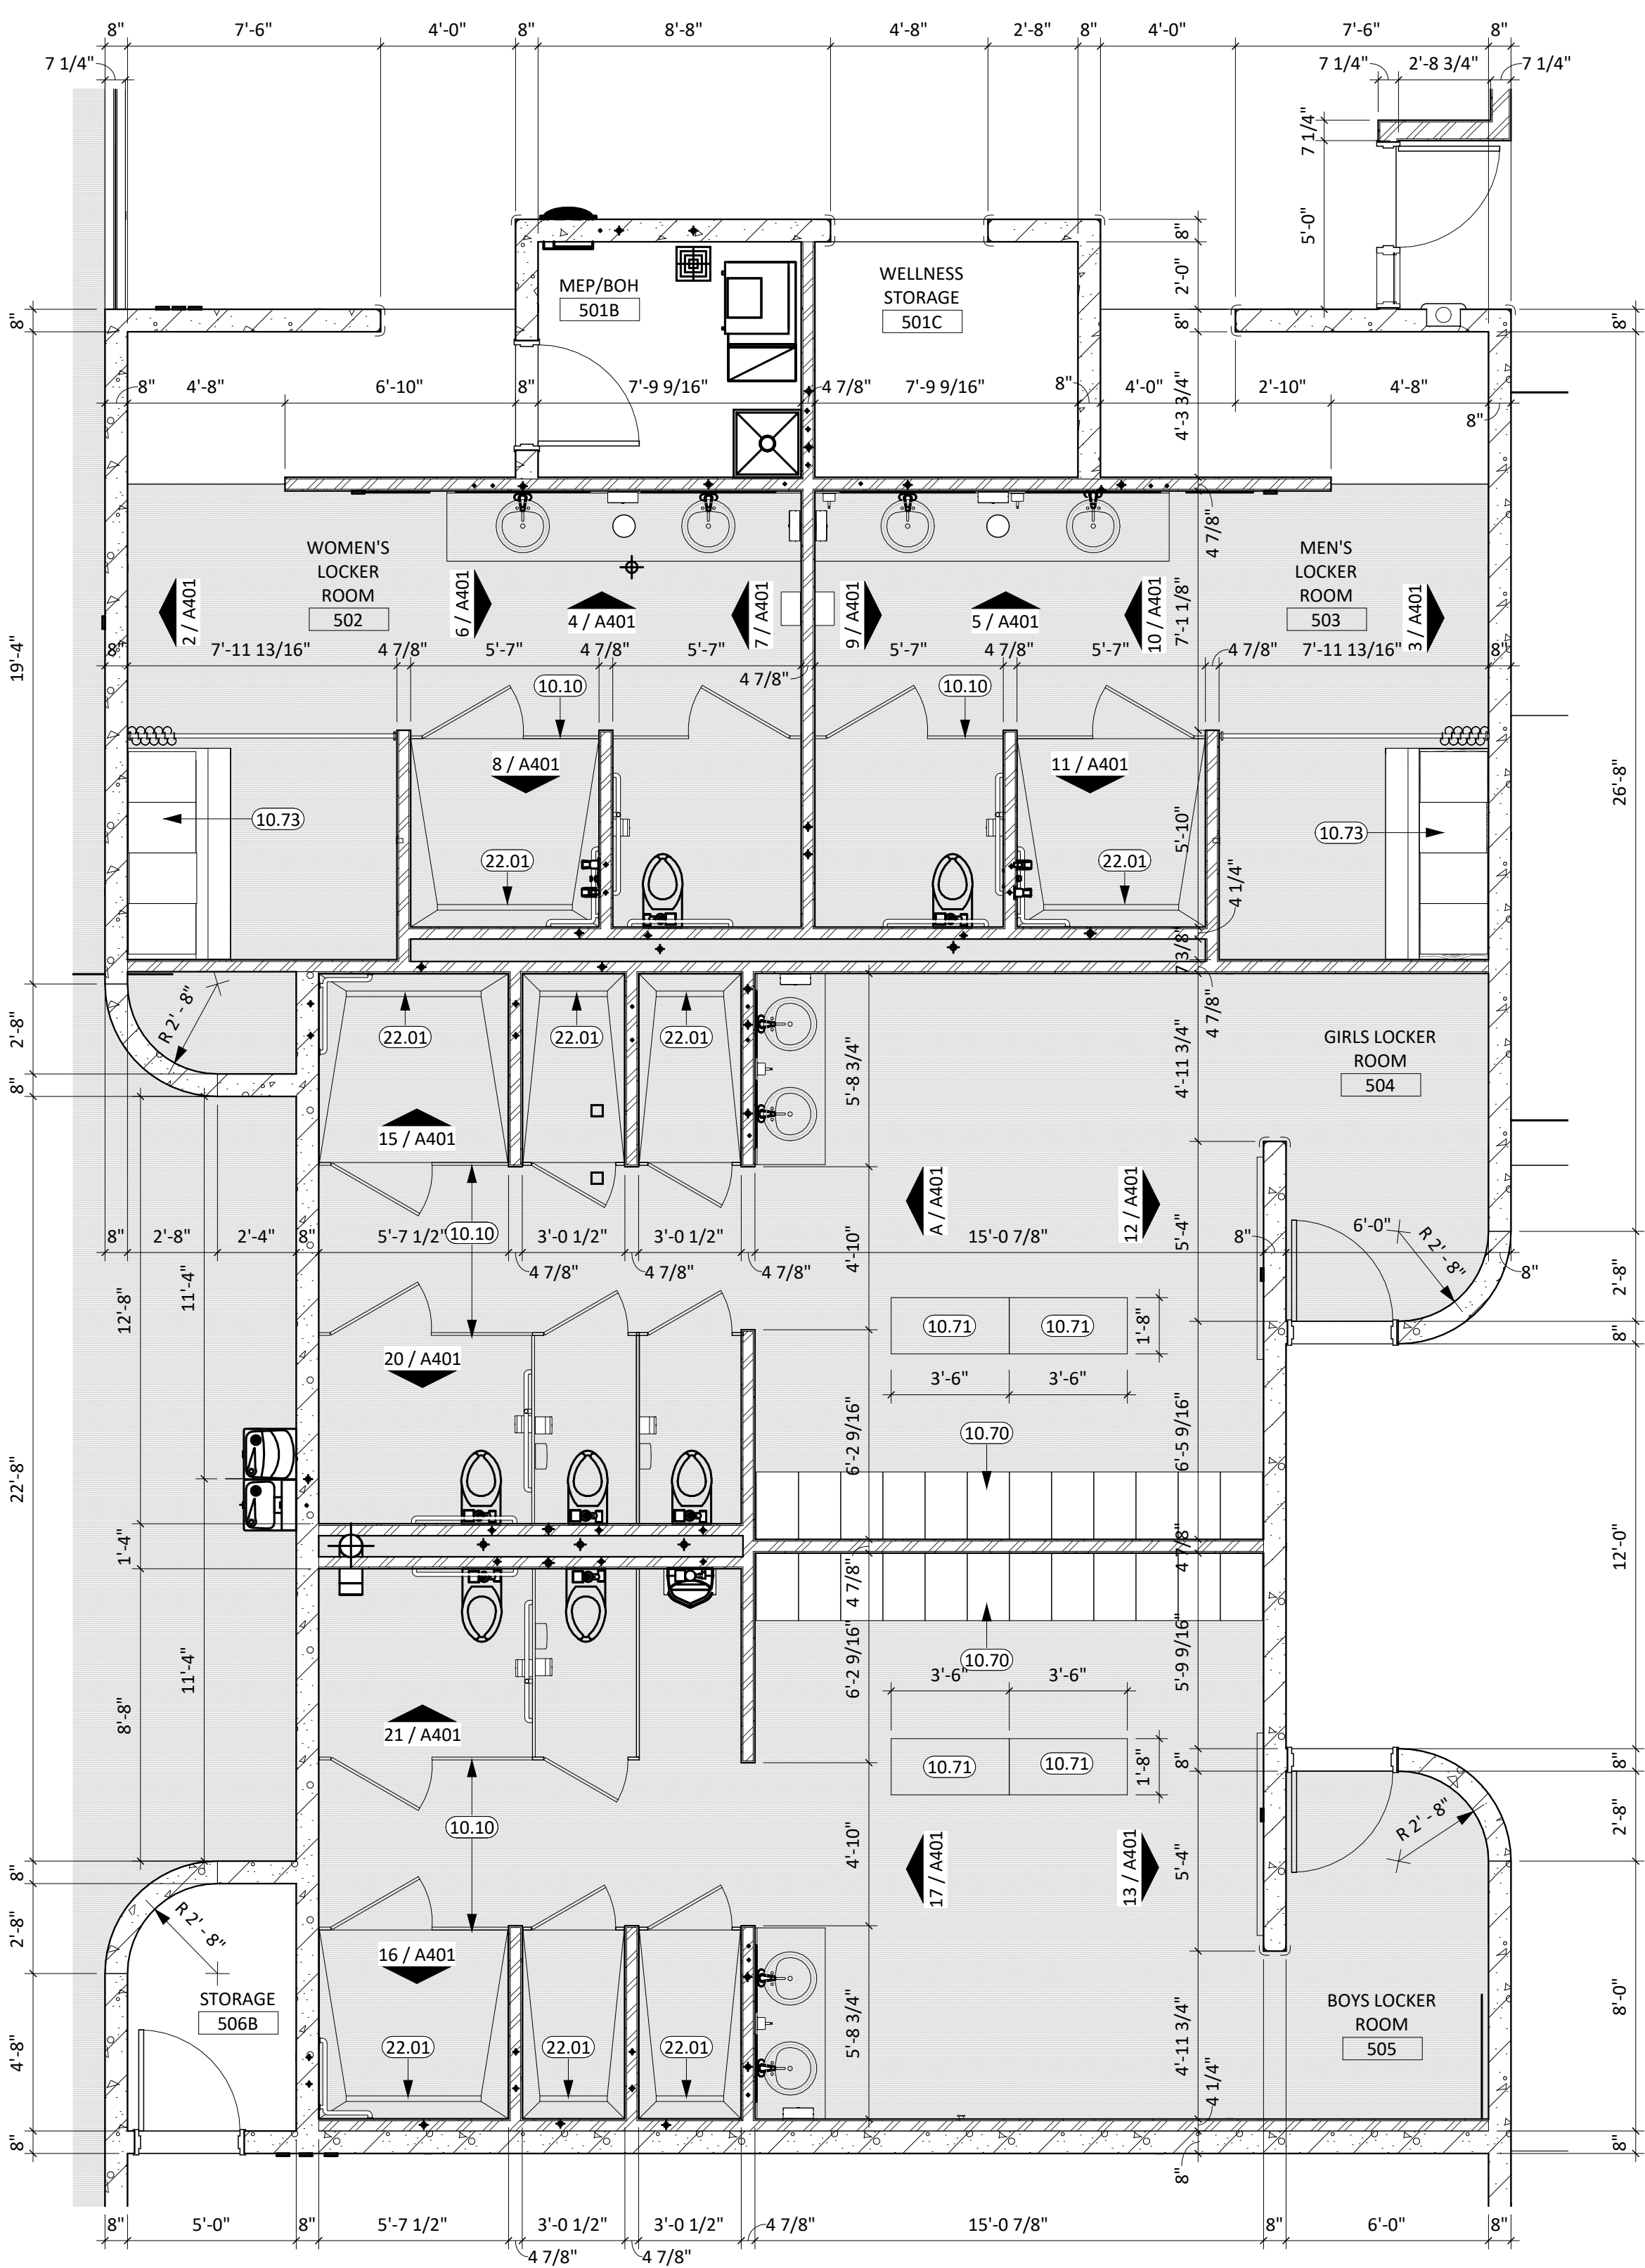 8" 7'-6" 4'-0" 8" 8'-8" 4'-8" 2'-8" 8" 4'-0" 7'-6" 8"
7 1/4" 7 1/4" 2'-8 3/4" 7 1/4"
7 1/4"
5'-0"
8"
2'-0"
8"
MEP/BOH
501B
WELLNESS
STORAGE
501C
8" 8"
8" 4'-8" 6'-10" 8" 7'-9 9/16" 4 7/8" 7'-9 9/16" 8" 4'-0" 2'-10" 4'-8"
8"
4'-3 3/4"
4 7/8"
WOMEN'S
LOCKER
ROOM
502
MEN'S
LOCKER
ROOM
503
2 / A401
6 / A401
4 / A401
7 / A401
9 / A401
5 / A401
10 / A401
3 / A401
7'-1 1/8"
19'-4"
8" 7'-11 13/16" 4 7/8" 5'-7" 4 7/8" 5'-7" 5'-7" 4 7/8" 5'-7" 4 7/8" 7'-11 13/16" 8"
4 7/8"
10.10 10.10
8 / A401 11 / A401
26'-8"
10.73 10.73
5'-10"
22.01 22.01
4 1/4"
7 3/8"
4 7/8"
R 2' - 8"
2'-8"
8"
22.01 22.01 22.01
5'-8 3/4"
4'-11 3/4"
GIRLS LOCKER
ROOM
504
15 / A401
A / A401
12 / A401
8" 2'-8" 2'-4" 8" 5'-7 1/2" 10.10 3'-0 1/2" 3'-0 1/2" 15'-0 7/8" 8" 6'-0"
4 7/8" 4 7/8" 4 7/8" 8"
4'-10"
5'-4"
R 2' - 8"
2'-8"
8"
12'-8"
11'-4"
10.71 10.71
1'-8"
20 / A401
3'-6" 3'-6"
10.70
6'-2 9/16"
6'-5 9/16"
22'-8"
1'-4"
4 7/8"
4 7/8"
12'-0"
10.70
6'-2 9/16"
5'-9 9/16"
11'-4"
8'-8"
3'-6" 3'-6"
21 / A401
10.71 10.71
1'-8"
8"
8"
10.10
4'-10"
5'-4"
R 2' - 8"
2'-8"
17 / A401
13 / A401
8"
2'-8"
R 2' - 8"
16 / A401
STORAGE
506B
BOYS LOCKER
ROOM
505
8'-0"
4'-8"
22.01 22.01 22.01
5'-8 3/4"
4'-11 3/4"
4 1/4"
8"
8"
8"
8" 5'-0" 8" 5'-7 1/2" 3'-0 1/2" 3'-0 1/2" 4 7/8" 15'-0 7/8" 8" 6'-0" 8"
4 7/8" 4 7/8"